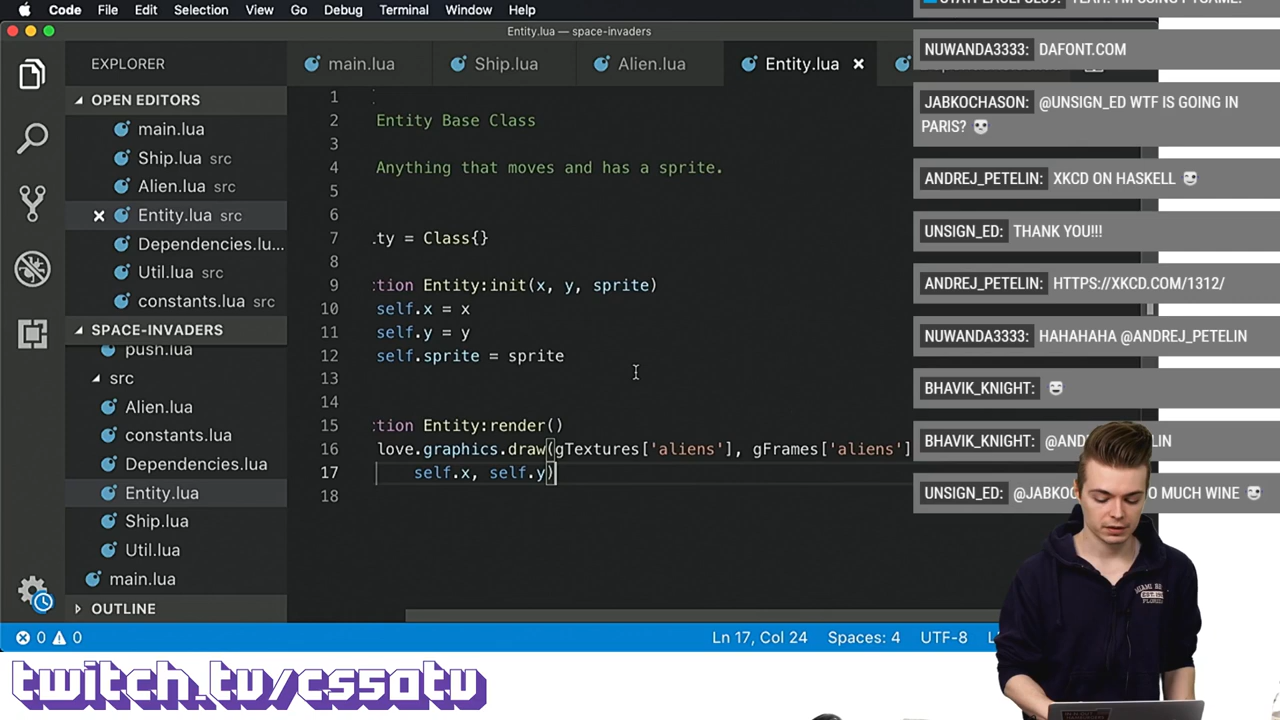 Code File Edit Selection View Go Debug Terminal Window Help
Entity.lua — space-invaders
EXPLORER
OPEN EDITORS
main.lua
Ship.lua src
Alien.lua src
Entity.lua src
Dependencies.lu...
Util.lua src
constants.lua src
SPACE-INVADERS
push.lua
src
Alien.lua
constants.lua
Dependencies.lua
Entity.lua
Ship.lua
Util.lua
main.lua
OUTLINE
main.lua Ship.lua Alien.lua Entity.lua
1
2 Entity Base Class
3
4 Anything that moves and has a sprite.
5
6
7 ty = Class{}
8
9 tion Entity:init(x, y, sprite)
10 self.x = x
11 self.y = y
12 self.sprite = sprite
13
14
15 tion Entity:render()
16 love.graphics.draw(gTextures['aliens'], gFrames['aliens']
17 self.x, self.y)
18
0 0
Ln 17, Col 24 Spaces: 4 UTF-8
NUWANDA3333: DAFONT.COM
JABKOCHASON: @UNSIGN_ED WTF IS GOING IN
PARIS?
ANDREJ_PETELIN: XKCD ON HASKELL
UNSIGN_ED: THANK YOU!!!
ANDREJ_PETELIN: HTTPS://XKCD.COM/1312/
NUWANDA3333: HAHAHAHA @ANDREJ_PETELIN
BHAVIK_KNIGHT:
BHAVIK_KNIGHT: @AND LIN
UNSIGN_ED: @JABKOC O MUCH WINE
twitch.tv/cs50tv